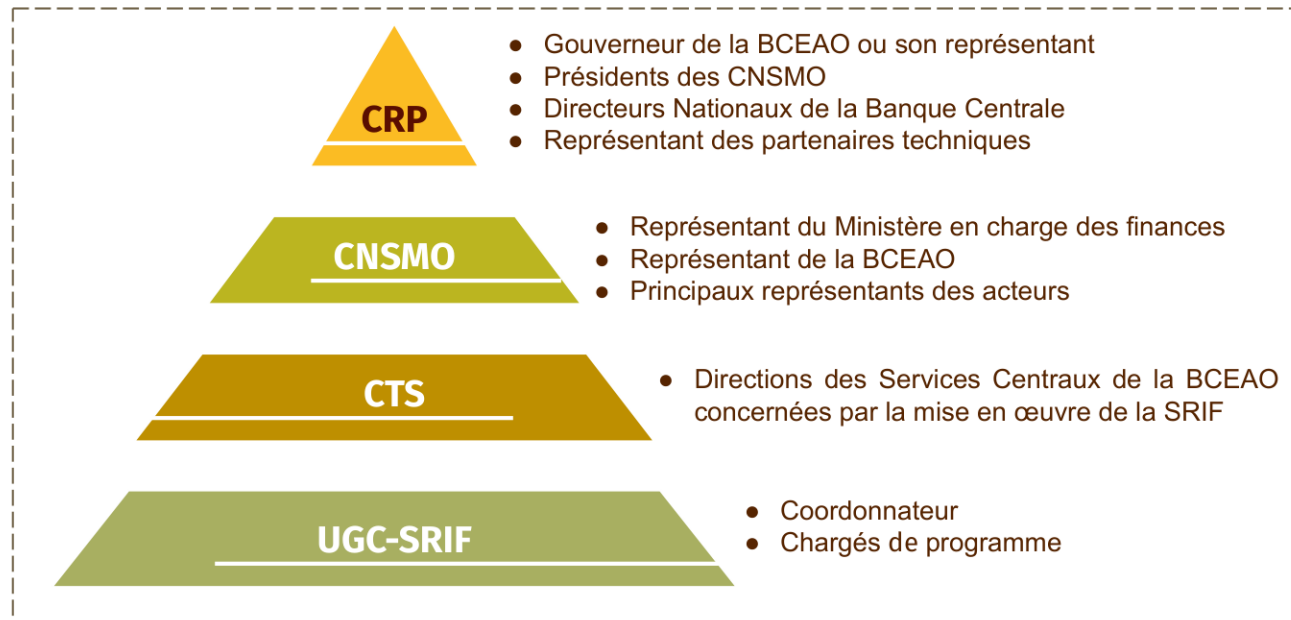 CRP
● Gouverneur de la BCEAO ou son représentant
● Présidents des CNSMO
● Directeurs Nationaux de la Banque Centrale
● Représentant des partenaires techniques
CNSMO
● Représentant du Ministère en charge des finances
● Représentant de la BCEAO
● Principaux représentants des acteurs
CTS
● Directions des Services Centraux de la BCEAO
concernées par la mise en œuvre de la SRIF
UGC-SRIF
● Coordonnateur
● Chargés de programme